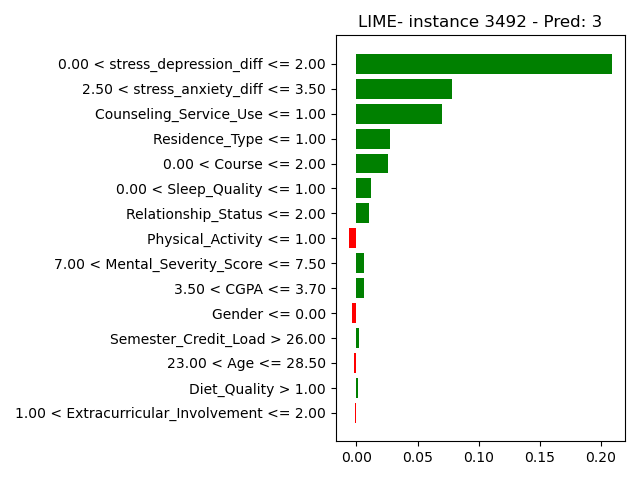 LIME- instance 3492 - Pred: 3
0.00 < stress_depression_diff <= 2.00
2.50 < stress_anxiety_diff <= 3.50
Counseling_Service_Use <= 1.00
Residence_Type <= 1.00
0.00 < Course <= 2.00
0.00 < Sleep_Quality <= 1.00
Relationship_Status <= 2.00
Physical_Activity <= 1.00
7.00 < Mental_Severity_Score <= 7.50
3.50 < CGPA <= 3.70
Gender <= 0.00
Semester_Credit_Load > 26.00
23.00 < Age <= 28.50
Diet_Quality > 1.00
1.00 < Extracurricular_Involvement <= 2.00
0.00 0.05 0.10 0.15 0.20